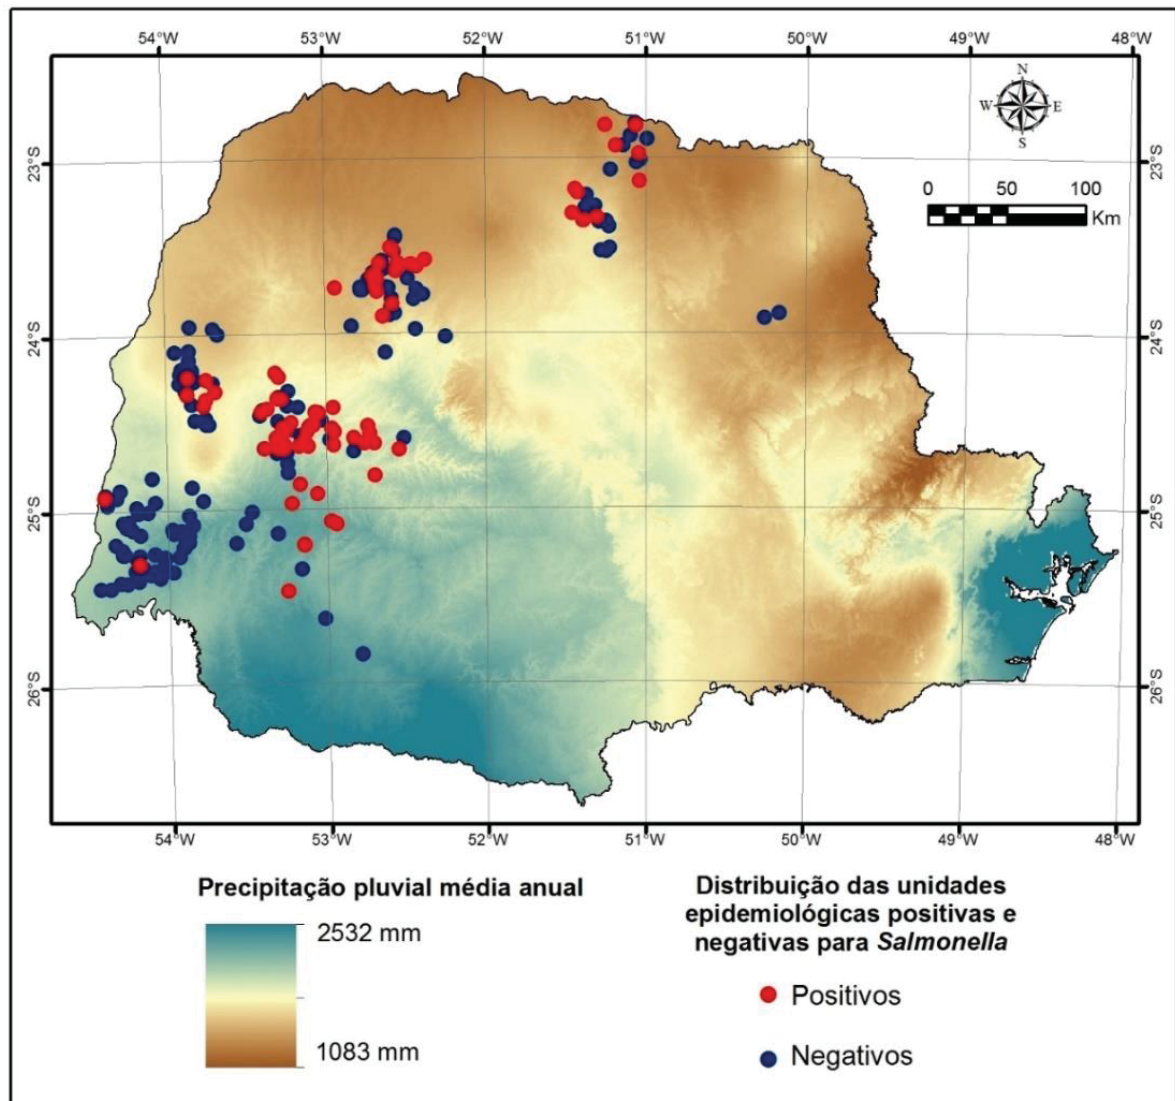 54°W 53°W 52°W 51°W 50°W 49°W 48°W
N
W E
S
23°S 23°S
0 50 100
Km
24°S 24°S
25°S 25°S
26°S 26°S
54°W 53°W 52°W 51°W 50°W 49°W 48°W
Precipitação pluvial média anual
2532 mm
1083 mm
Distribuição das unidades
epidemiológicas positivas e
negativas para Salmonella
Positivos
Negativos